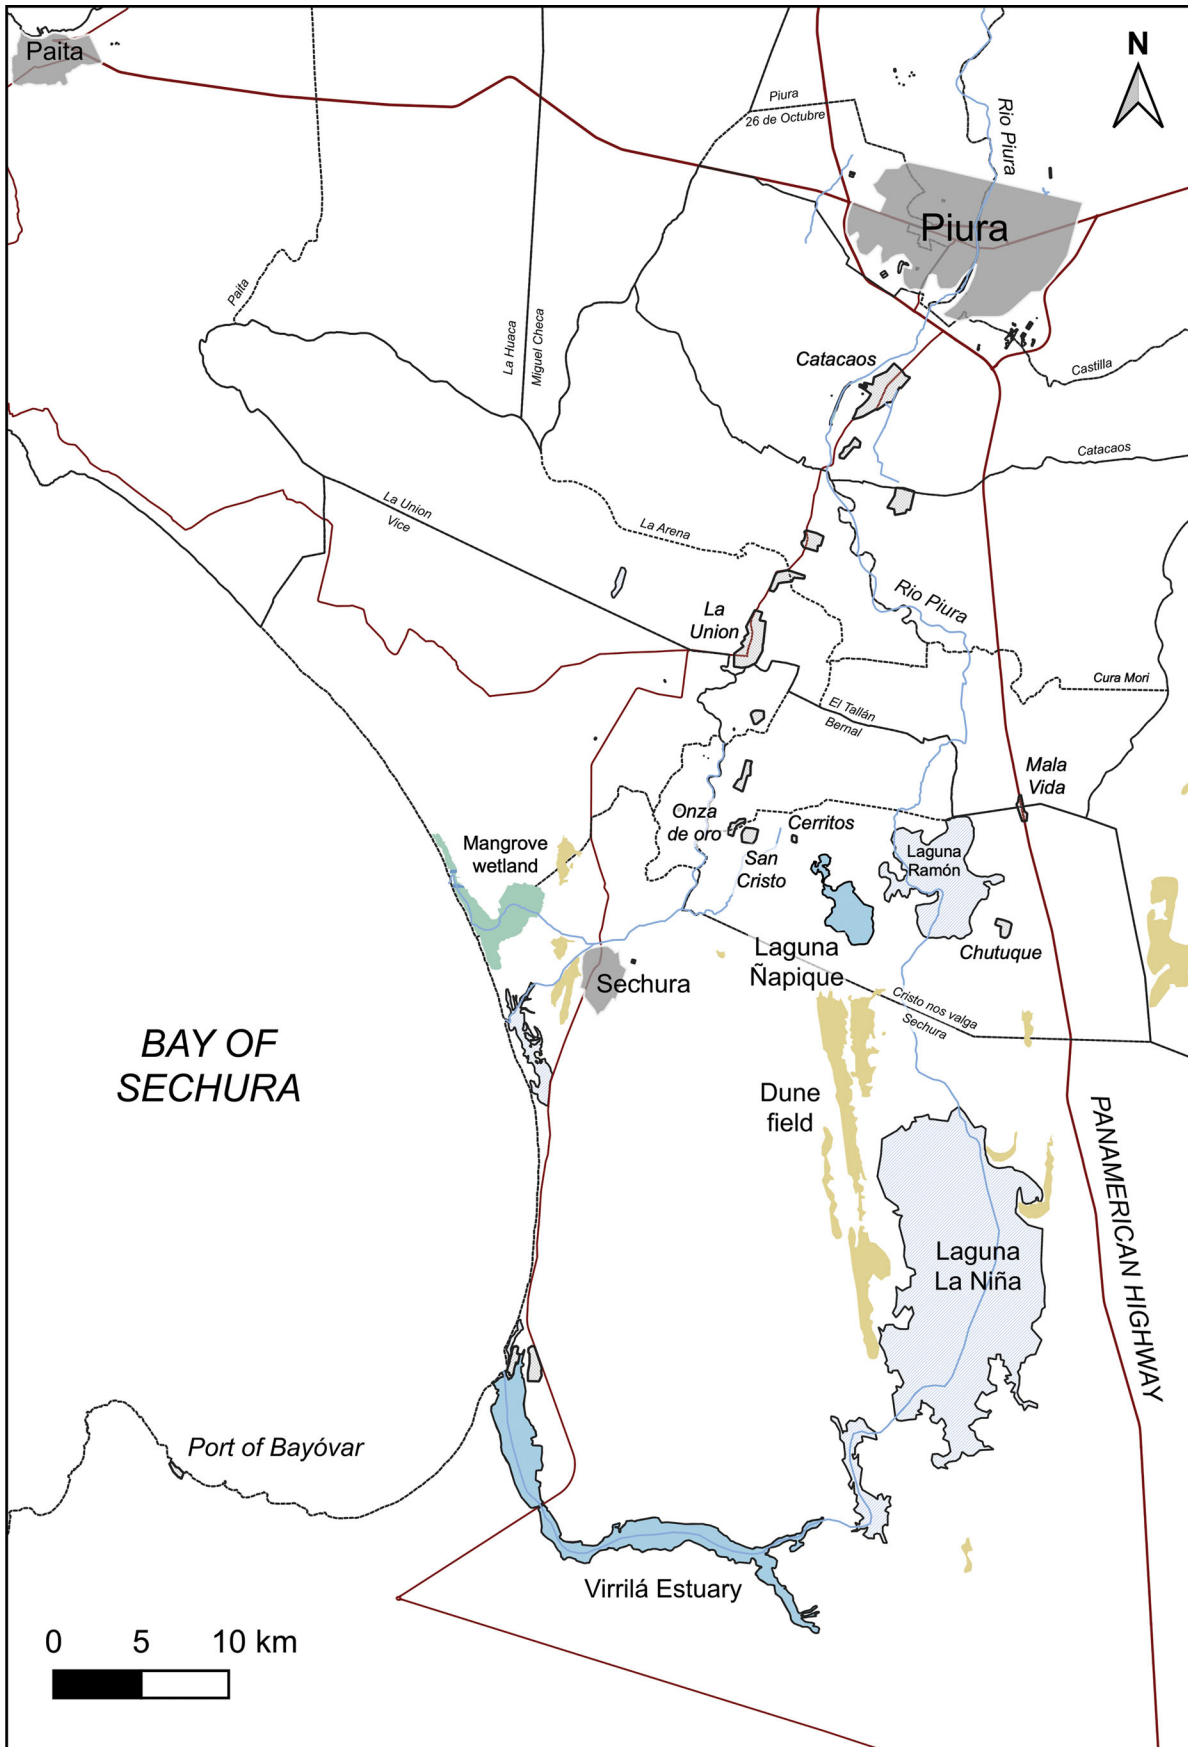 Paita
N
Piura
26 de Octubre
Rio Piura
Piura
Paita
La Huaca
Miguel Checa
Catacaos
Castilla
Catacaos
La Union
Vice
La Arena
Rio Piura
La
Union
Cura Mori
El Tallán
Bernal
Mala
Vida
Onza
de oro
Cerritos
San
Cristo
Mangrove
wetland
Laguna
Ramón
Chutuque
Laguna
Ñapique
Sechura
Cristo nos valga
Sechura
BAY OF
SECHURA
Dune
field
PANAMERICAN HIGHWAY
Laguna
La Niña
Port of Bayóvar
Virrilá Estuary
0 5 10 km